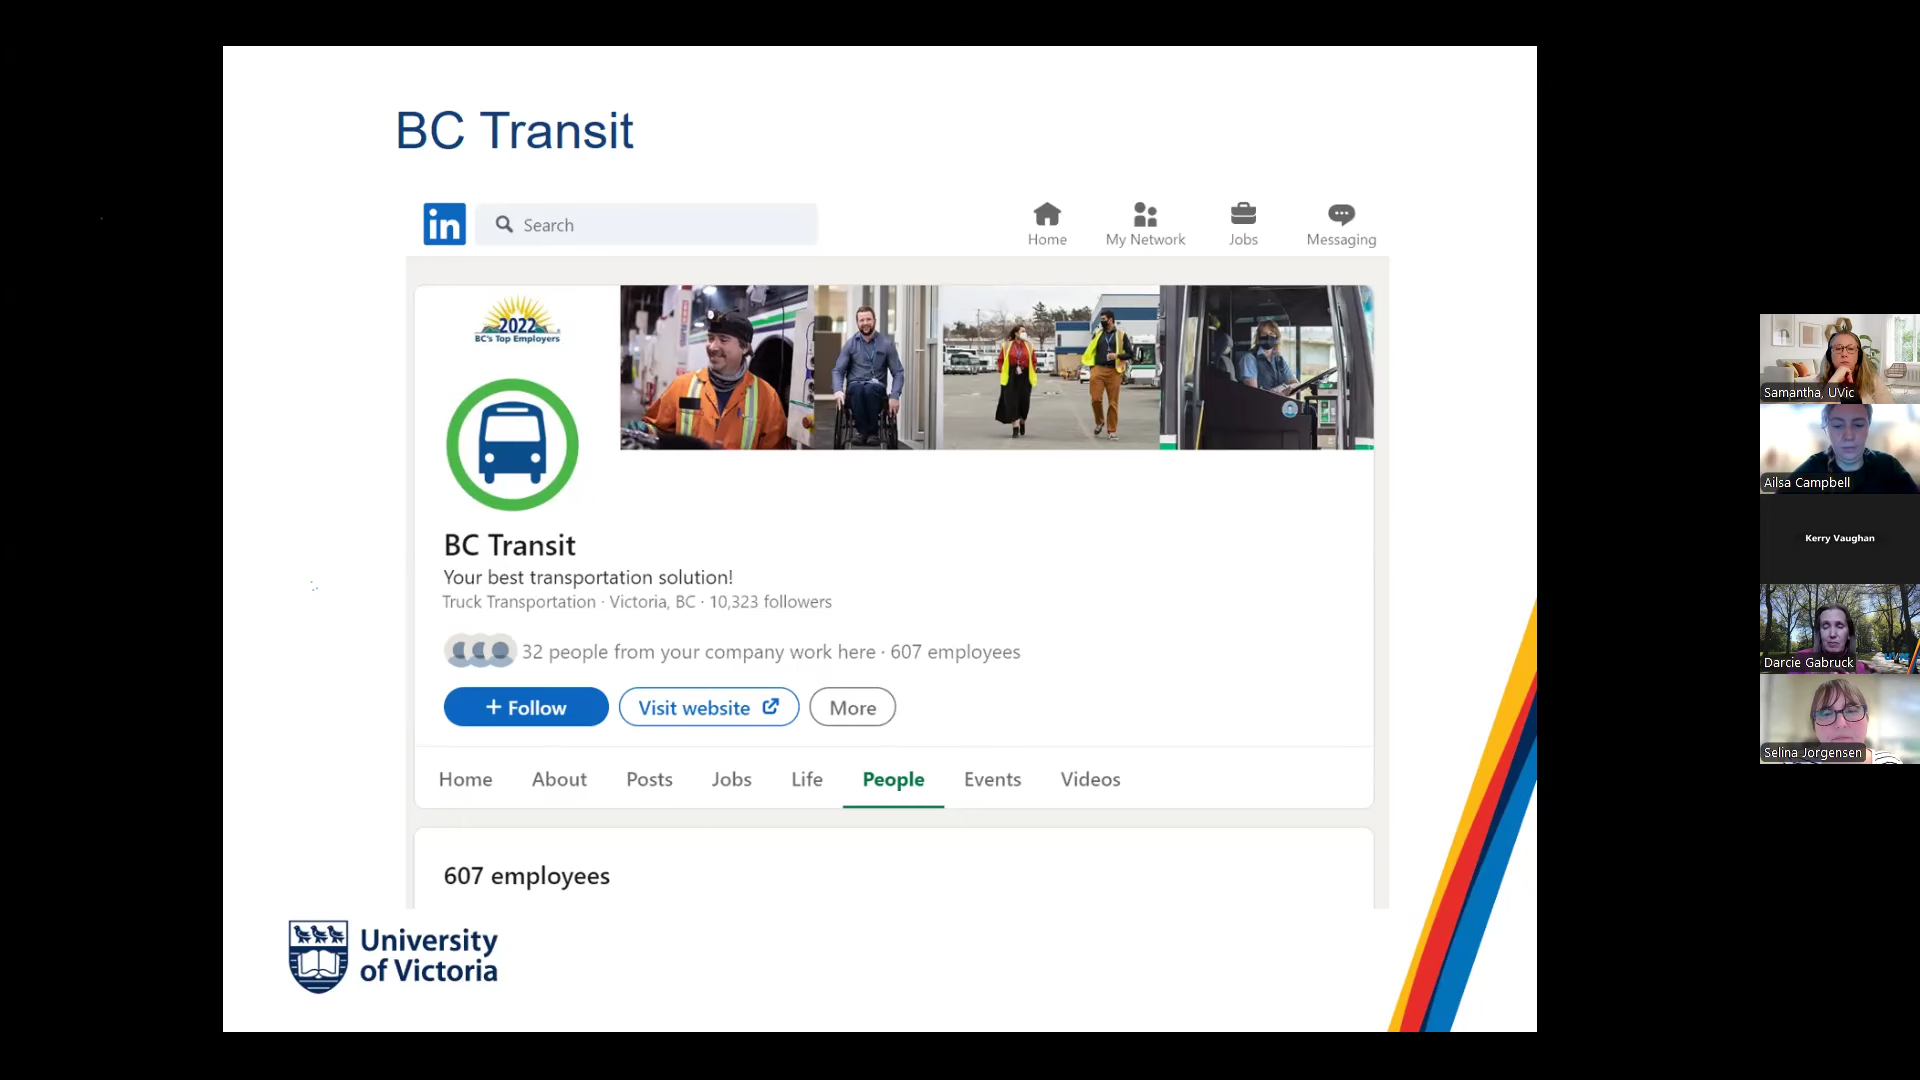 BC Transit
in
Search
Home
My Network
Jobs
Messaging
2022
BC's Top Employers
BC Transit
Your best transportation solution!
Truck Transportation · Victoria, BC · 10,323 followers
32 people from your company work here · 607 employees
+ Follow
Visit website
More
Home About Posts Jobs Life People Events Videos
607 employees
University
of Victoria
Samantha, UVic
Ailsa Campbell
Kerry Vaughan
Darcie Gabruck
Selina Jorgensen